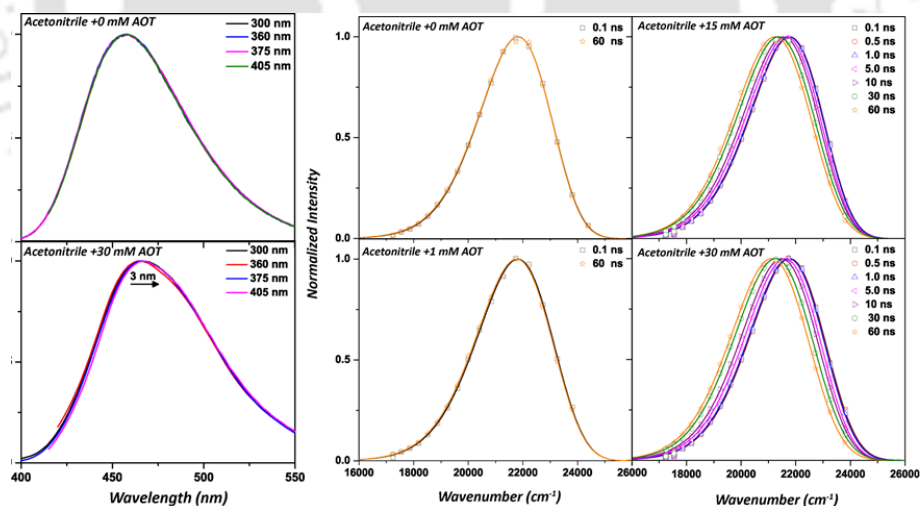 Acetonitrile +0 mM AOT
300 nm
360 nm
375 nm
405 nm
Acetonitrile +30 mM AOT
300 nm
360 nm
375 nm
405 nm
3 nm
400 450 500 550
Wavelength (nm)
Normalized Intensity
Acetonitrile +0 mM AOT
0.1 ns
60 ns
1.0
0.5
0.0
Acetonitrile +1 mM AOT
0.1 ns
60 ns
1.0
0.5
0.0
16000 18000 20000 22000 24000 26000
Wavenumber (cm⁻¹)
Acetonitrile +15 mM AOT
0.1 ns
0.5 ns
1.0 ns
5.0 ns
10 ns
30 ns
60 ns
Acetonitrile +30 mM AOT
0.1 ns
0.5 ns
1.0 ns
5.0 ns
10 ns
30 ns
60 ns
18000 20000 22000 24000 26000
Wavenumber (cm⁻¹)